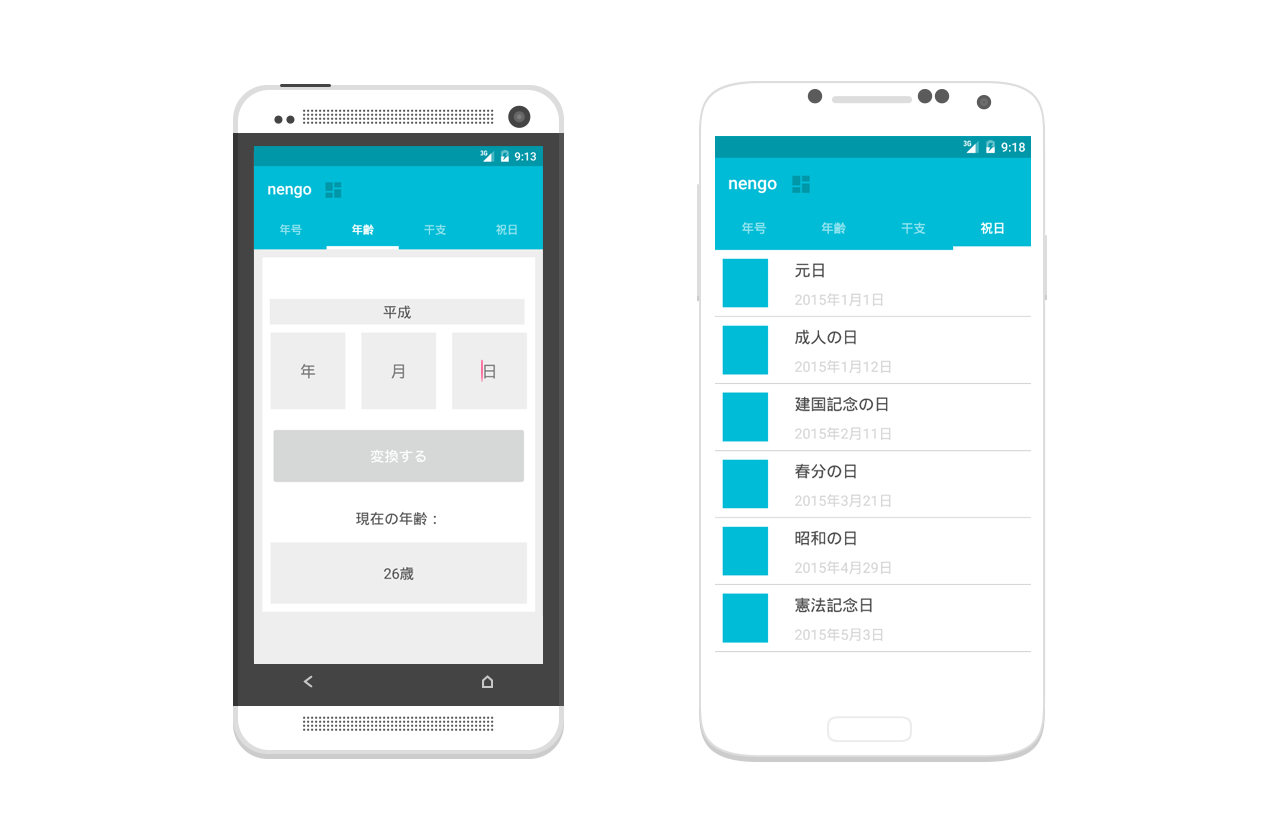 3G 9:13
nengo
年号 年齢 干支 祝日
平成
年 月 日
変換する
現在の年齢：
26歳
3G 9:18
nengo
年号 年齢 干支 祝日
元日
2015年1月1日
成人の日
2015年1月12日
建国記念の日
2015年2月11日
春分の日
2015年3月21日
昭和の日
2015年4月29日
憲法記念日
2015年5月3日